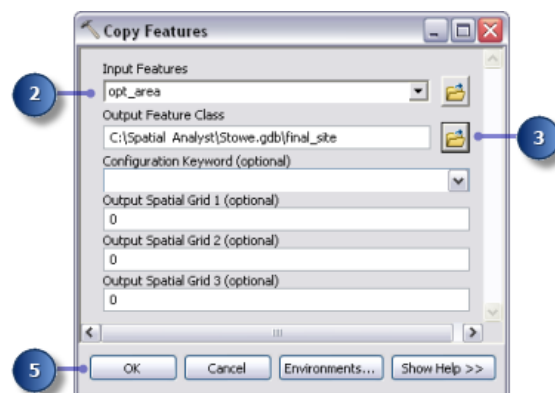 Copy Features
Input Features
2
opt_area
Output Feature Class
C:\Spatial Analyst\Stowe.gdb\final_site
3
Configuration Keyword (optional)
Output Spatial Grid 1 (optional)
0
Output Spatial Grid 2 (optional)
0
Output Spatial Grid 3 (optional)
0
5
OK
Cancel
Environments...
Show Help >>